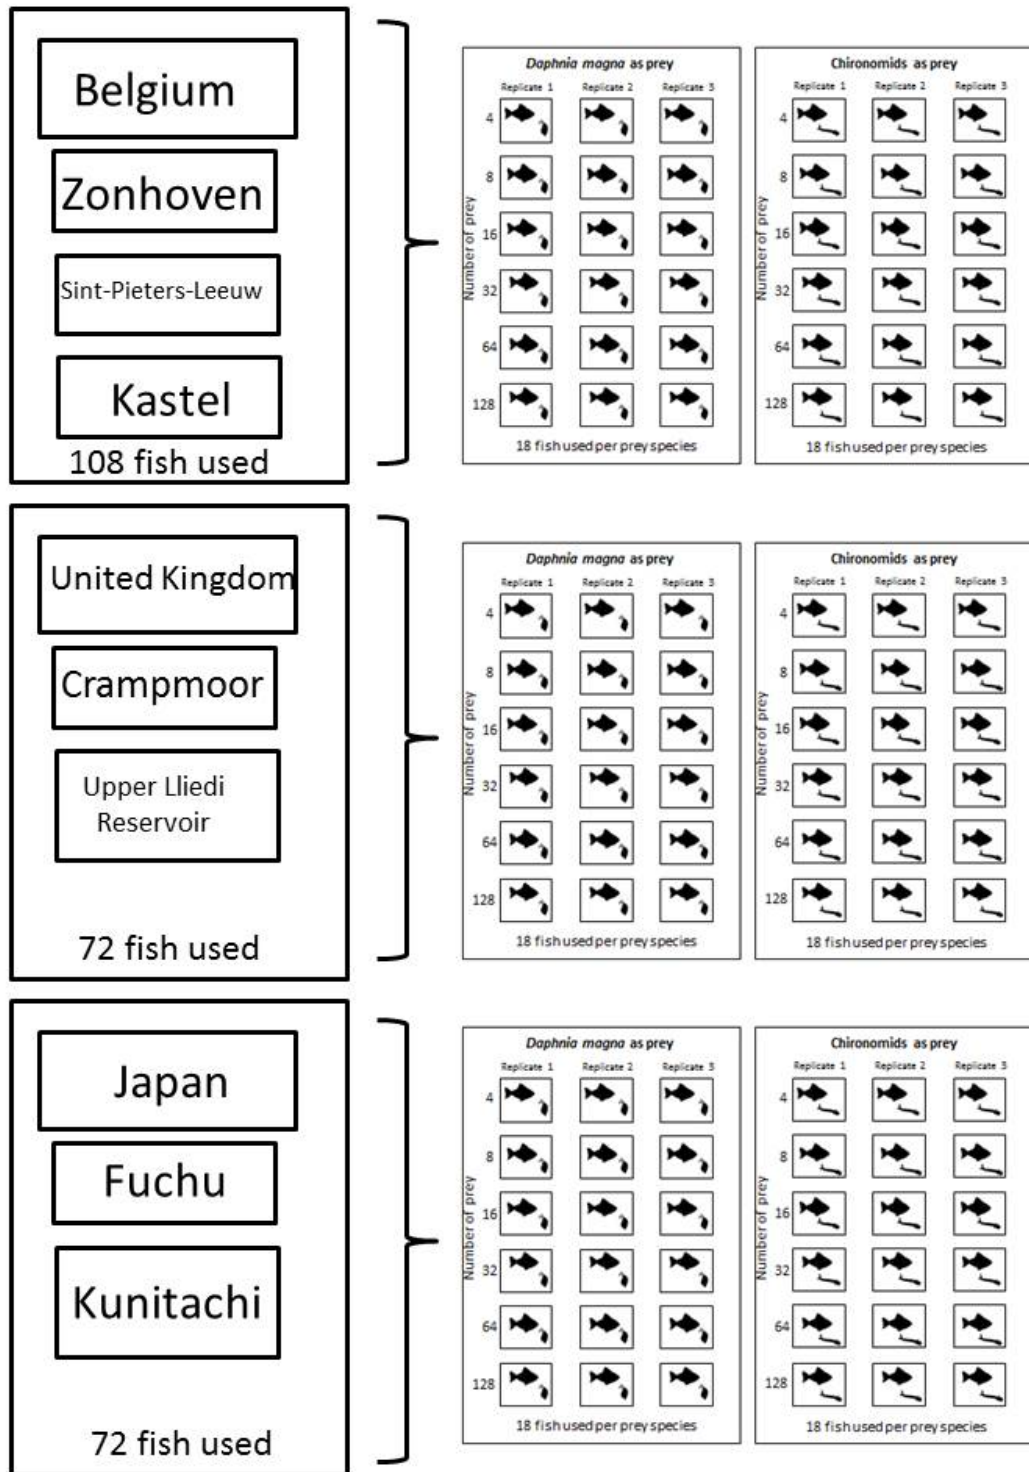 Belgium
Zonhoven
Sint-Pieters-Leeuw
Kastel
108 fish used
Daphnia magna as prey
Replicate 1 Replicate 2 Replicate 3
Number of prey
4
8
16
32
64
128
18 fish used per prey species
Chironomids as prey
Replicate 1 Replicate 2 Replicate 3
Number of prey
4
8
16
32
64
128
18 fish used per prey species
United Kingdom
Crampmoor
Upper Lliedi
Reservoir
72 fish used
Daphnia magna as prey
Replicate 1 Replicate 2 Replicate 3
Number of prey
4
8
16
32
64
128
18 fish used per prey species
Chironomids as prey
Replicate 1 Replicate 2 Replicate 3
Number of prey
4
8
16
32
64
128
18 fish used per prey species
Japan
Fuchu
Kunitachi
72 fish used
Daphnia magna as prey
Replicate 1 Replicate 2 Replicate 3
Number of prey
4
8
16
32
64
128
18 fish used per prey species
Chironomids as prey
Replicate 1 Replicate 2 Replicate 3
Number of prey
4
8
16
32
64
128
18 fish used per prey species